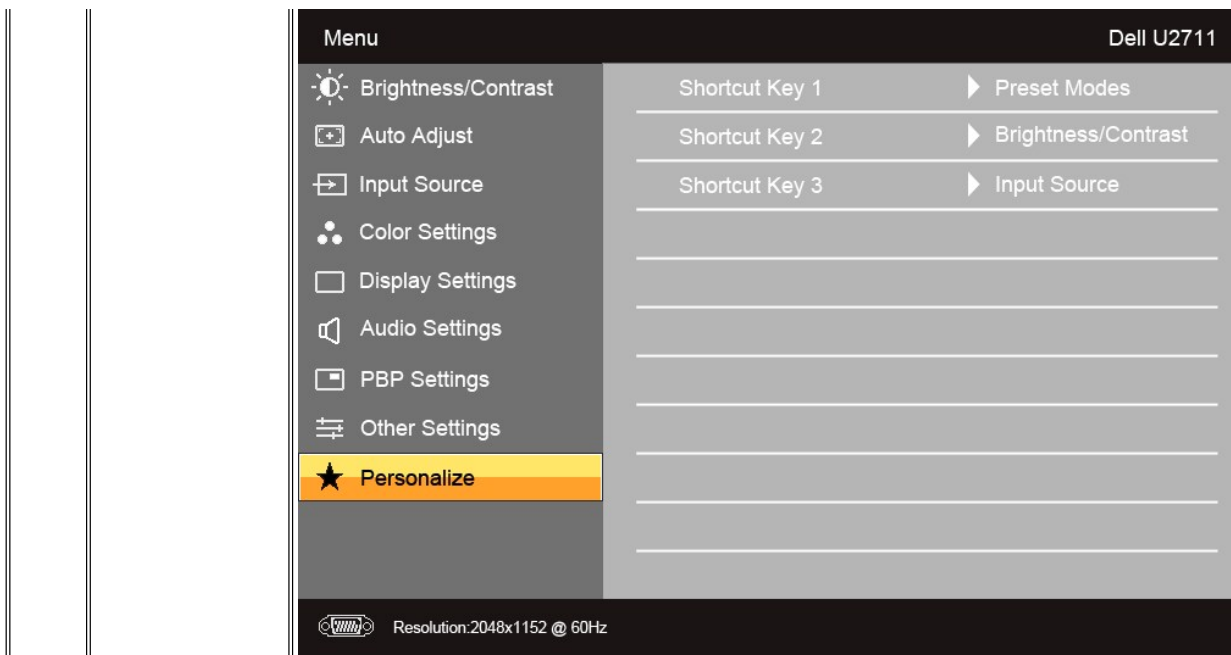 Menu Dell U2711
Brightness/Contrast Shortcut Key 1 Preset Modes
Auto Adjust Shortcut Key 2 Brightness/Contrast
Input Source Shortcut Key 3 Input Source
Color Settings
Display Settings
Audio Settings
PBP Settings
Other Settings
Personalize
Resolution:2048x1152 @ 60Hz